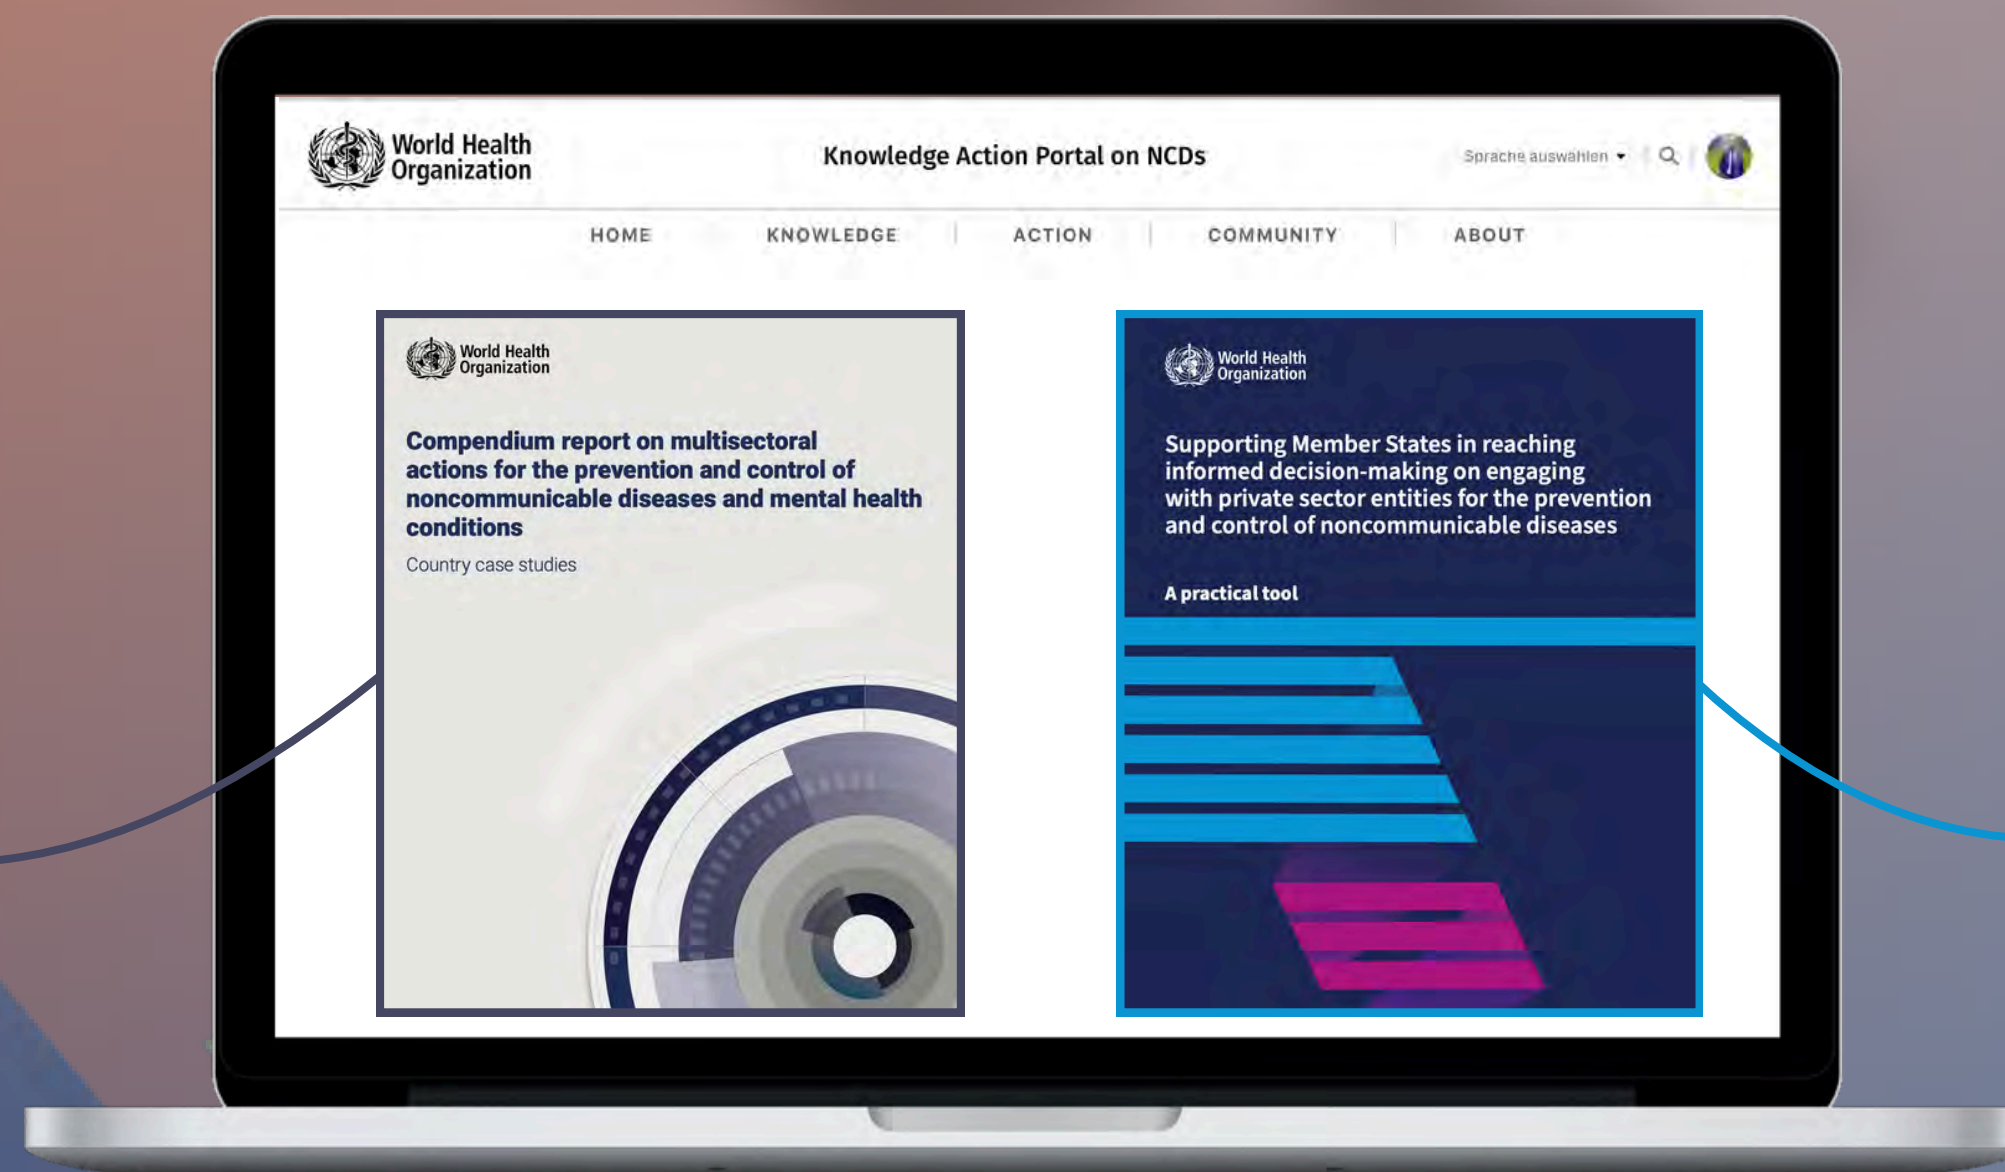 World Health
Organization
Knowledge Action Portal on NCDs
Sprache auswählen
HOME
KNOWLEDGE
ACTION
COMMUNITY
ABOUT
World Health
Organization
Compendium report on multisectoral
actions for the prevention and control of
noncommunicable diseases and mental health
conditions
Country case studies
World Health
Organization
Supporting Member States in reaching
informed decision-making on engaging
with private sector entities for the prevention
and control of noncommunicable diseases
A practical tool